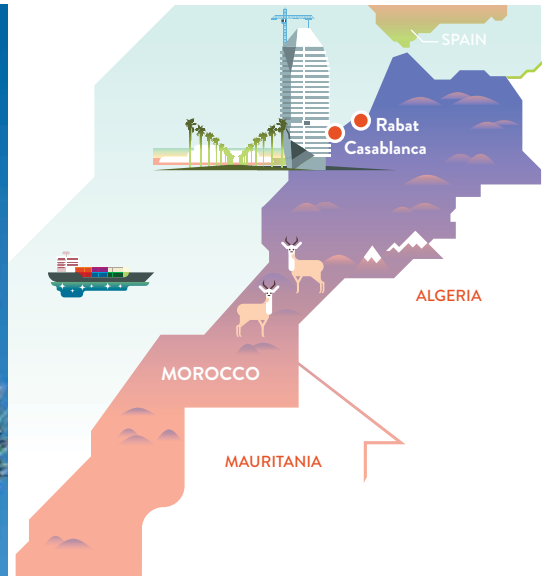 SPAIN
Rabat
Casablanca
ALGERIA
MOROCCO
MAURITANIA